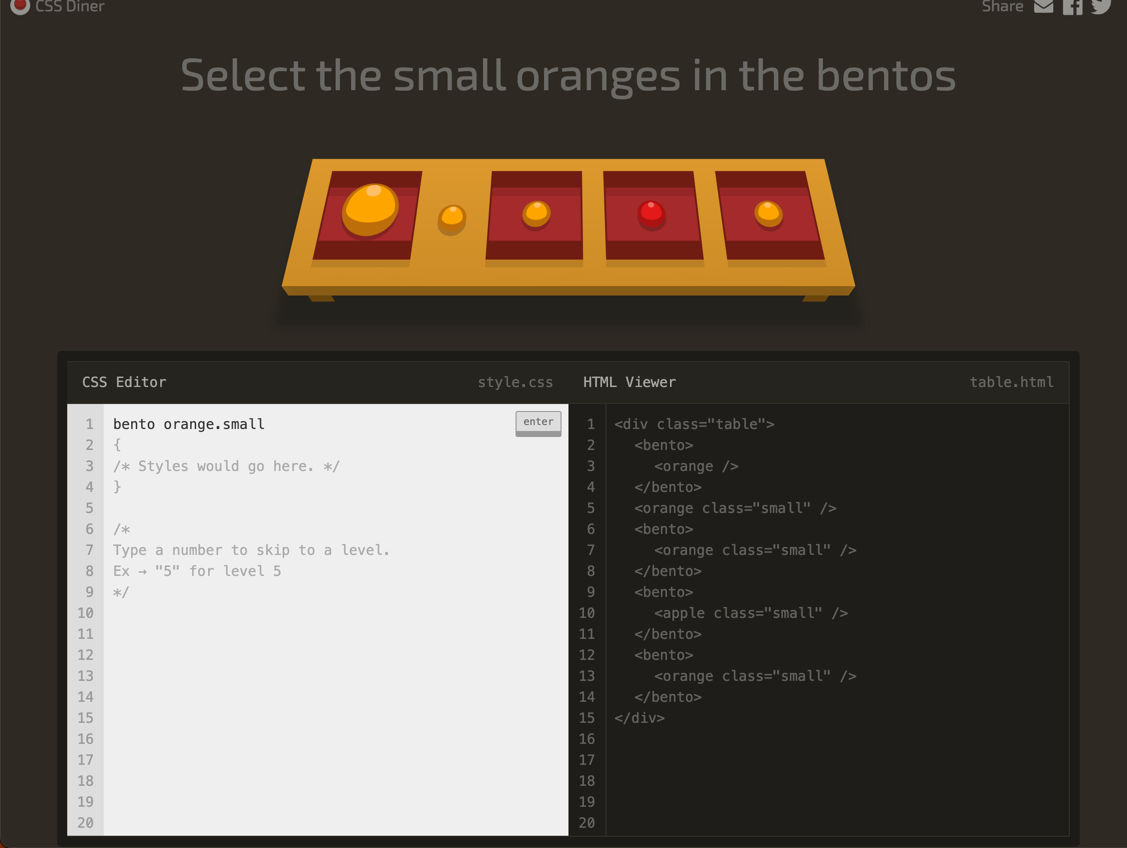 CSS Diner
Share
Select the small oranges in the bentos
CSS Editor
style.css
HTML Viewer
table.html
1 bento orange.small
enter
2 {
3 /* Styles would go here. */
4 }
5
6 /*
7 Type a number to skip to a level.
8 Ex → "5" for level 5
9 */
10
11
12
13
14
15
16
17
18
19
20
1 <div class="table">
2 <bento>
3 <orange />
4 </bento>
5 <orange class="small" />
6 <bento>
7 <orange class="small" />
8 </bento>
9 <bento>
10 <apple class="small" />
11 </bento>
12 <bento>
13 <orange class="small" />
14 </bento>
15 </div>
16
17
18
19
20